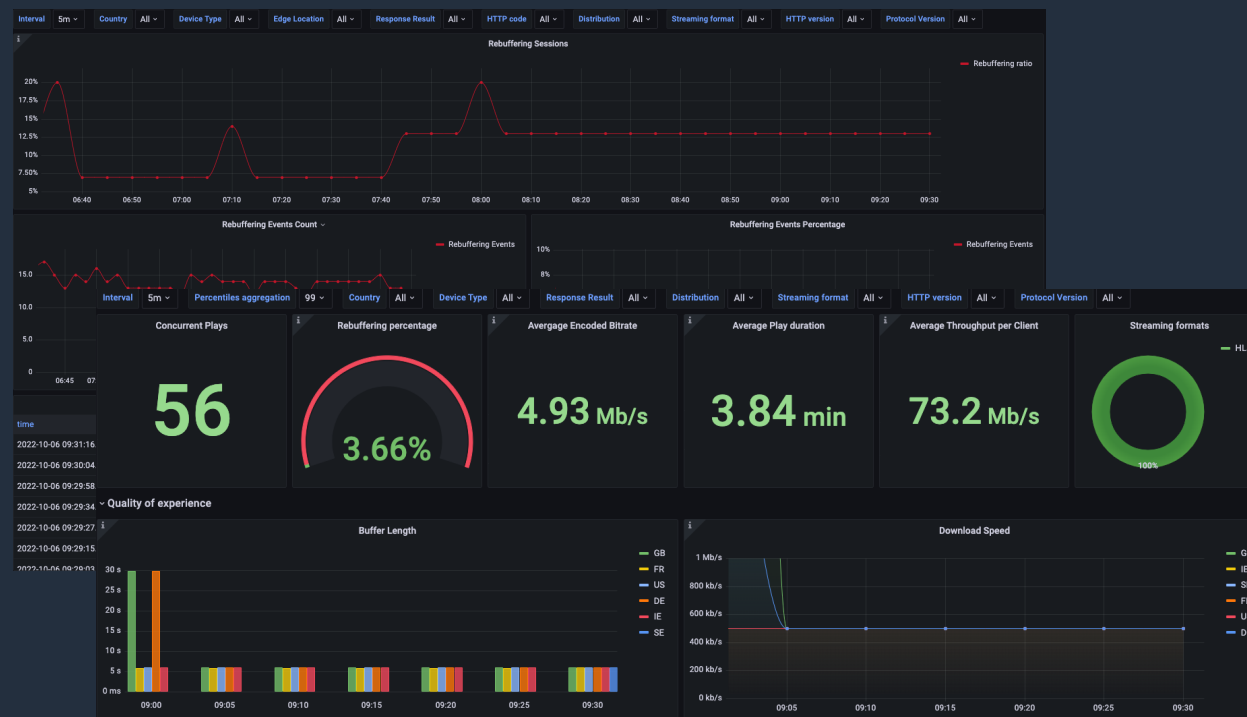 Interval 5m Country All Device Type All Edge Location All Response Result All HTTP code All Distribution All Streaming format All HTTP version All Protocol Version All
Rebuffering Sessions
Rebuffering ratio
20%
17.5%
15%
12.5%
10%
7.50%
5%
06:40 06:50 07:00 07:10 07:20 07:30 07:40 07:50 08:00 08:10 08:20 08:30 08:40 08:50 09:00 09:10 09:20 09:30
Rebuffering Events Count
Rebuffering Events
15.0
10.0
5.0
0
06:45 07
Rebuffering Events Percentage
Rebuffering Events
10%
8%
time
2022-10-06 09:31:16.
2022-10-06 09:30:04.
2022-10-06 09:29:58.
2022-10-06 09:29:34.
2022-10-06 09:29:27.
2022-10-06 09:29:15.
2022-10-06 09:29:03
Interval 5m Percentiles aggregation 99 Country All Device Type All Response Result All Distribution All Streaming format All HTTP version All Protocol Version All
Concurrent Plays
56
Rebuffering percentage
3.66%
Avergage Encoded Bitrate
4.93 Mb/s
Average Play duration
3.84 min
Average Throughput per Client
73.2 Mb/s
Streaming formats
HL
100%
Quality of experience
Buffer Length
30 s
25 s
20 s
15 s
10 s
5 s
0 ms
09:00 09:05 09:10 09:15 09:20 09:25 09:30
GB
FR
US
DE
IE
SE
Download Speed
1 Mb/s
800 kb/s
600 kb/s
400 kb/s
200 kb/s
0 kb/s
09:05 09:10 09:15 09:20 09:25 09:30
G
IE
S
F
U
D